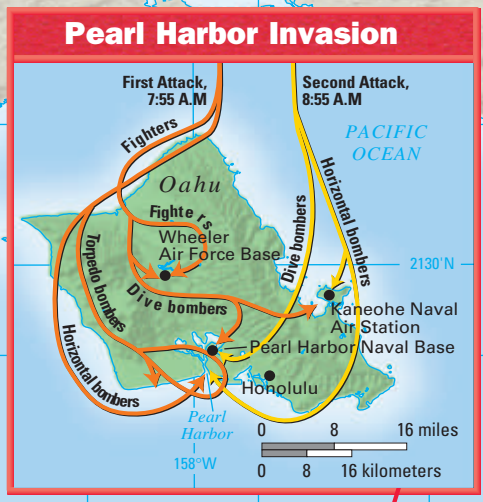 Pearl Harbor Invasion
First Attack,
7:55 A.M
Second Attack,
8:55 A.M
PACIFIC
OCEAN
Fighters
Oahu
Horizontal bombers
Fighters
Wheeler
Air Force Base
Torpedo bombers
Dive bombers
Dive bombers
2130'N
Kaneohe Naval
Air Station
Horizontal bombers
Pearl Harbor Naval Base
Honolulu
Pearl
Harbor
0 8 16 miles
158°W
0 8 16 kilometers